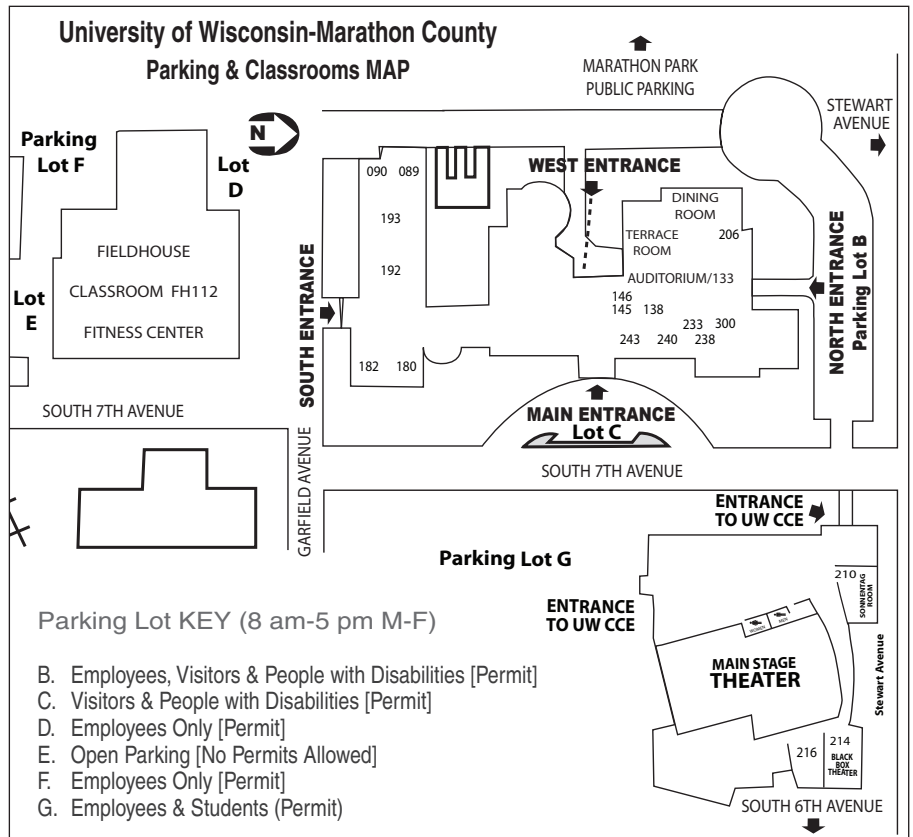 University of Wisconsin-Marathon County
Parking & Classrooms MAP
MARATHON PARK
PUBLIC PARKING
STEWART
AVENUE
Parking
Lot F
Lot
D
N
WEST ENTRANCE
090 089
193
192
182 180
DINING
ROOM
TERRACE
ROOM
206
AUDITORIUM/133
146
145 138
233 300
243 240 238
NORTH ENTRANCE
Parking Lot B
SOUTH ENTRANCE
FIELDHOUSE
CLASSROOM FH112
FITNESS CENTER
Lot
E
MAIN ENTRANCE
Lot C
SOUTH 7TH AVENUE
SOUTH 7TH AVENUE
GARFIELD AVENUE
ENTRANCE
TO UW CCE
Parking Lot G
ENTRANCE
TO UW CCE
210
SONNENTAG
ROOM
WOMEN
MEN
MAIN STAGE
THEATER
Stewart Avenue
216
214
BLACK
BOX
THEATER
SOUTH 6TH AVENUE
Parking Lot KEY (8 am-5 pm M-F)
B. Employees, Visitors & People with Disabilities [Permit]
C. Visitors & People with Disabilities [Permit]
D. Employees Only [Permit]
E. Open Parking [No Permits Allowed]
F. Employees Only [Permit]
G. Employees & Students (Permit)